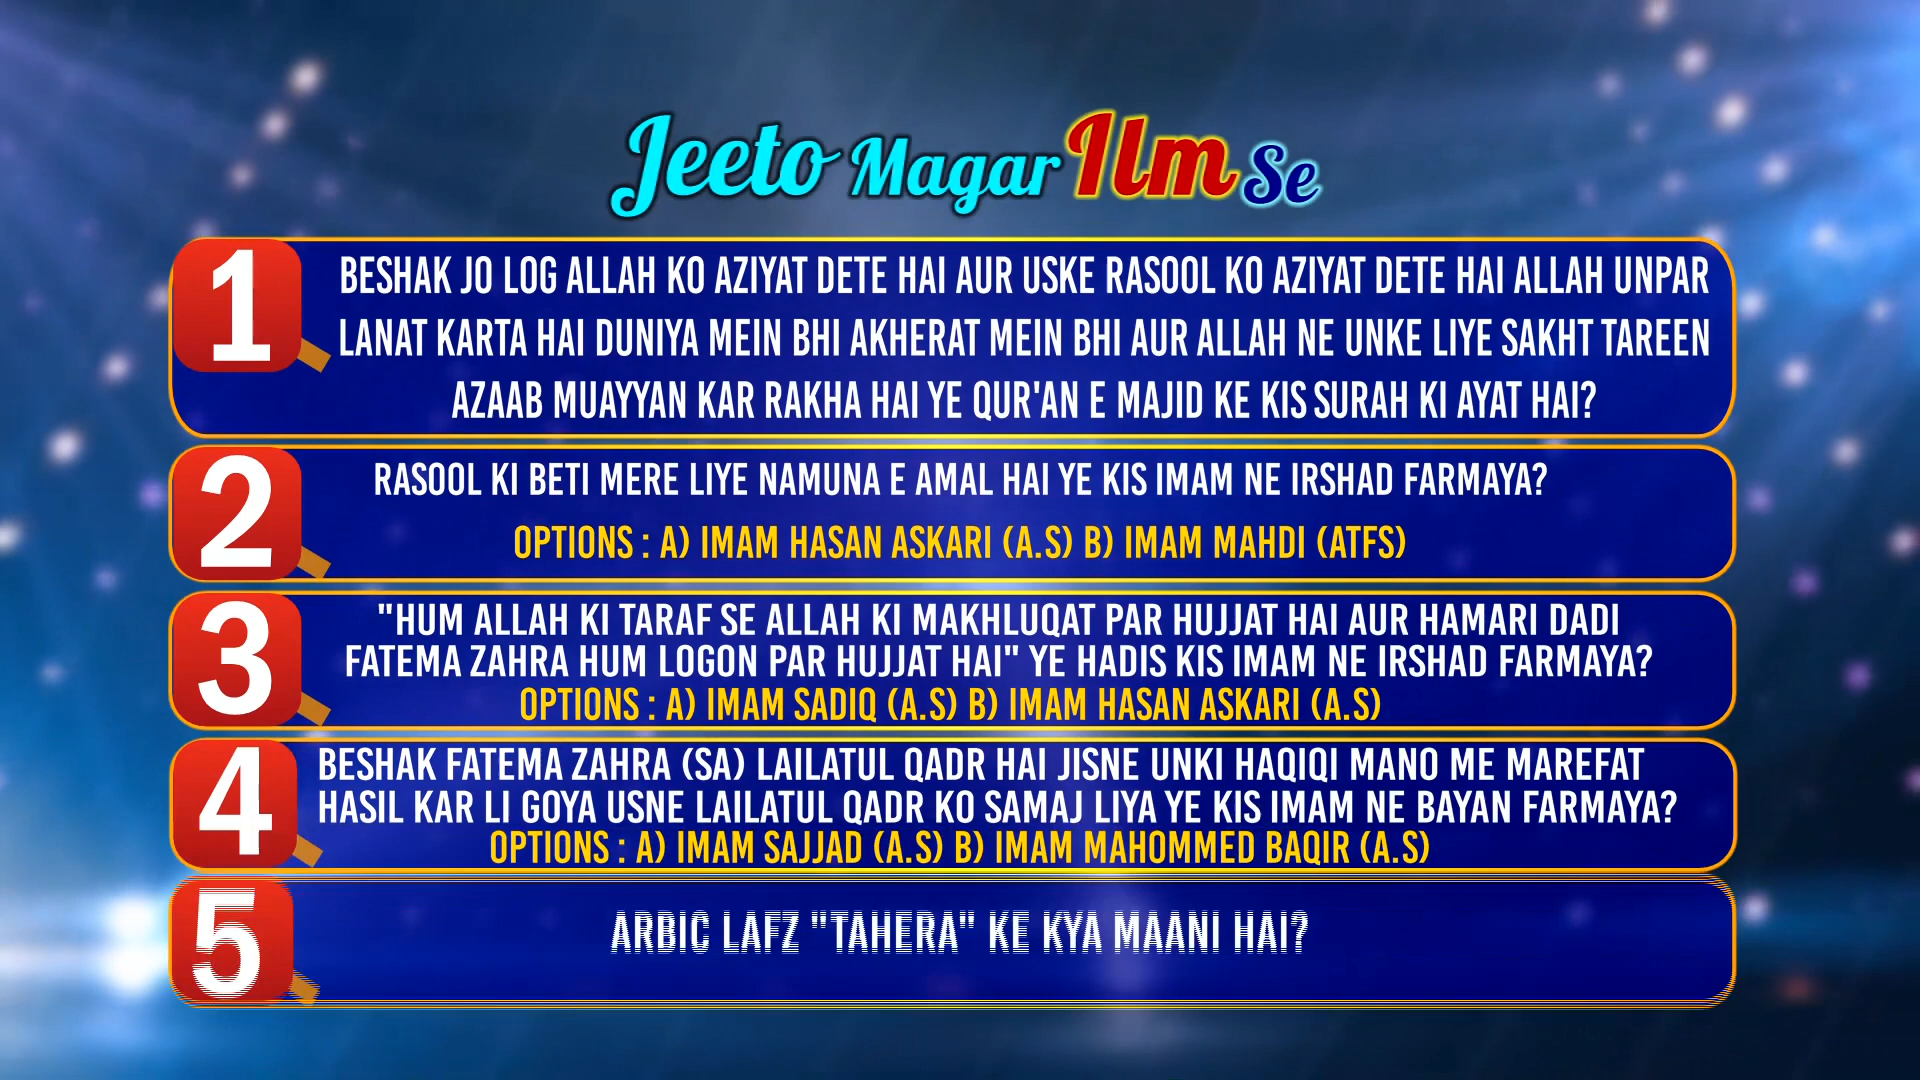 Jeeto Magar Ilm Se
1
BESHAK JO LOG ALLAH KO AZIYAT DETE HAI AUR USKE RASOOL KO AZIYAT DETE HAI ALLAH UNPAR
LANAT KARTA HAI DUNIYA MEIN BHI AKHERAT MEIN BHI AUR ALLAH NE UNKE LIYE SAKHT TAREEN
AZAAB MUAYYAN KAR RAKHA HAI YE QUR'AN E MAJID KE KIS SURAH KI AYAT HAI?
2
RASOOL KI BETI MERE LIYE NAMUNA E AMAL HAI YE KIS IMAM NE IRSHAD FARMAYA?
OPTIONS : A) IMAM HASAN ASKARI (A.S) B) IMAM MAHDI (ATFS)
3
"HUM ALLAH KI TARAF SE ALLAH KI MAKHLUQAT PAR HUJJAT HAI AUR HAMARI DADI
FATEMA ZAHRA HUM LOGON PAR HUJJAT HAI" YE HADIS KIS IMAM NE IRSHAD FARMAYA?
OPTIONS : A) IMAM SADIQ (A.S) B) IMAM HASAN ASKARI (A.S)
4
BESHAK FATEMA ZAHRA (SA) LAILATUL QADR HAI JISNE UNKI HAQIQI MANO ME MAREFAT
HASIL KAR LI GOYA USNE LAILATUL QADR KO SAMAJ LIYA YE KIS IMAM NE BAYAN FARMAYA?
OPTIONS : A) IMAM SAJJAD (A.S) B) IMAM MAHOMMED BAQIR (A.S)
5
ARBIC LAFZ "TAHERA" KE KYA MAANI HAI?